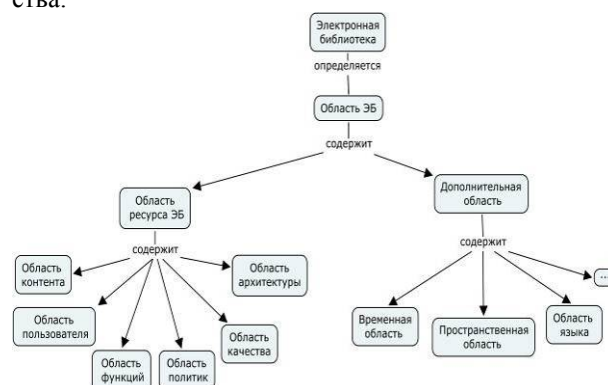 ства.
Электронная
библиотека
определяется
Область ЭБ
содержит
Область
ресурса ЭБ
Дополнительная
область
содержит
содержит
Область
контента
Область
архитектуры
...
Область
пользователя
Временная
область
Пространственная
область
Область
языка
Область
качества
Область
функций
Область
политик